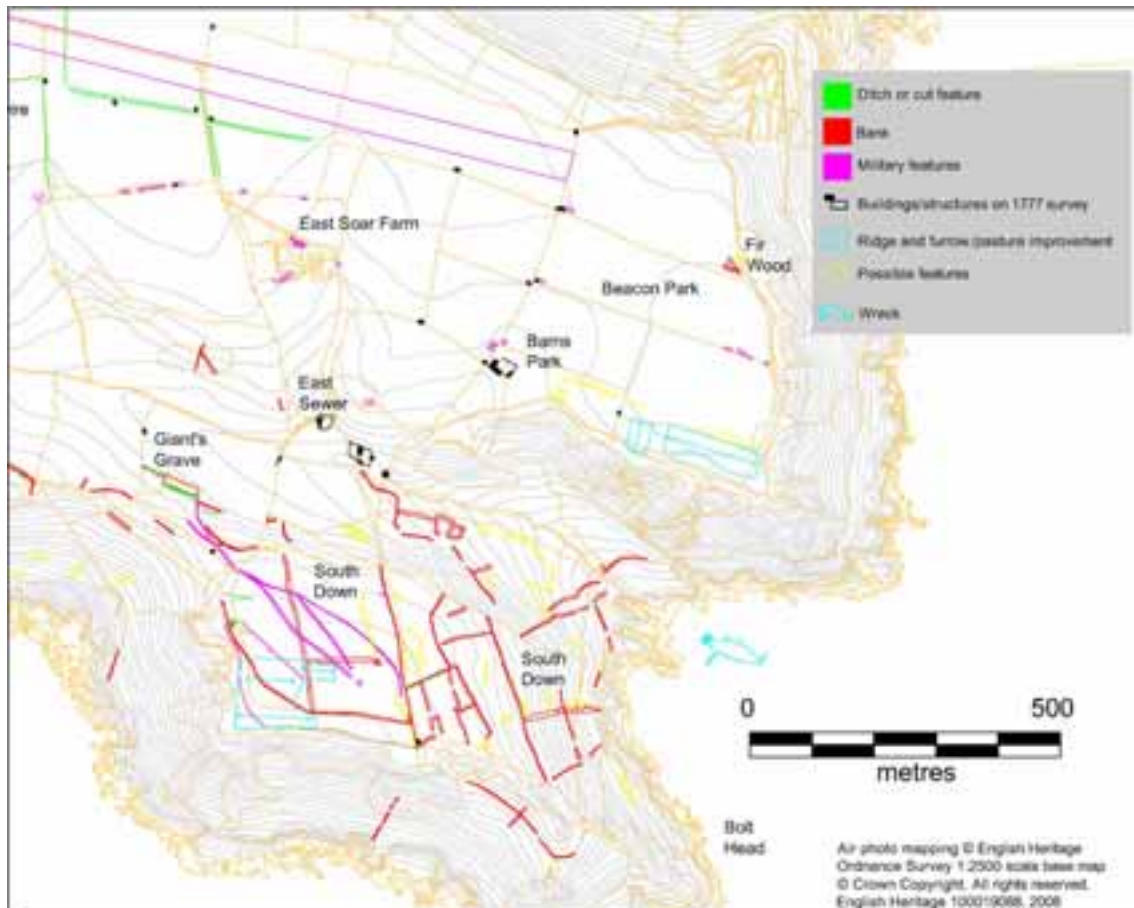 Ditch or cut feature
Bank
Military features
Buildings/structures on 1777 survey
Ridge and furrow /pasture improvement
Possible features
Wreck
East Soar Farm
Fir
Wood
Beacon Park
Barns
Park
East
Sewer
Giant's
Grave
South
Down
South
Down
0 500
metres
Bolt
Head
Air photo mapping © English Heritage
Ordnance Survey 1:2500 scale base map
© Crown Copyright. All rights reserved.
English Heritage 100019088, 2008